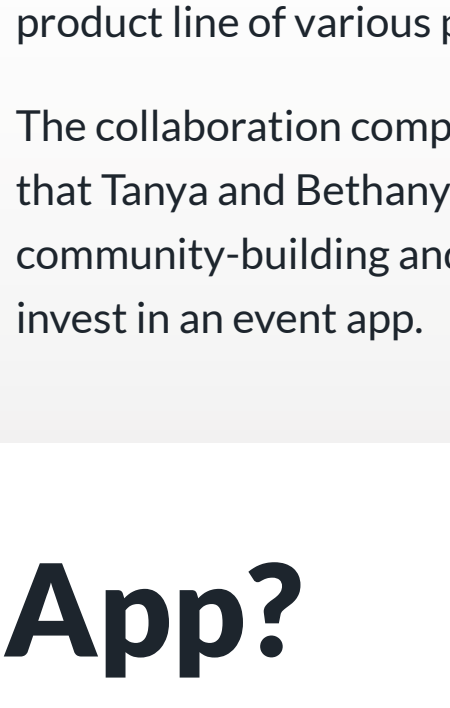 product line of various
The collaboration
that Tanya and Bethany
community-building
invest in an event app.
App?